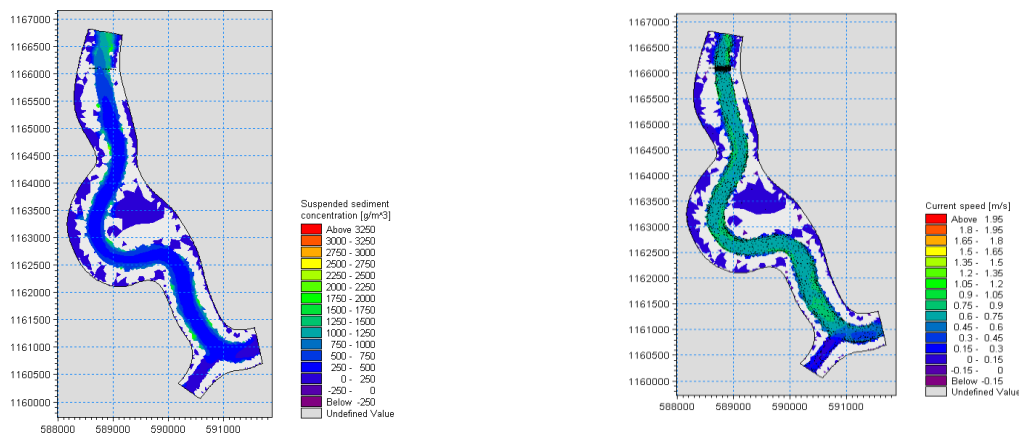 1167000
1166500
1166000
1165500
1165000
1164500
1164000
1163500
1163000
1162500
1162000
1161500
1161000
1160500
1160000
588000 589000 590000 591000
Suspended sediment
concentration [g/m^3]
Above 3250
3000 - 3250
2750 - 3000
2500 - 2750
2250 - 2500
2000 - 2250
1750 - 2000
1500 - 1750
1250 - 1500
1000 - 1250
750 - 1000
500 - 750
250 - 500
0 - 250
-250 - 0
Below -250
Undefined Value
1167000
1166500
1166000
1165500
1165000
1164500
1164000
1163500
1163000
1162500
1162000
1161500
1161000
1160500
1160000
588000 589000 590000 591000
Current speed [m/s]
Above 1.95
1.8 - 1.95
1.65 - 1.8
1.5 - 1.65
1.35 - 1.5
1.2 - 1.35
1.05 - 1.2
0.9 - 1.05
0.75 - 0.9
0.6 - 0.75
0.45 - 0.6
0.3 - 0.45
0.15 - 0.3
0 - 0.15
-0.15 - 0
Below -0.15
Undefined Value